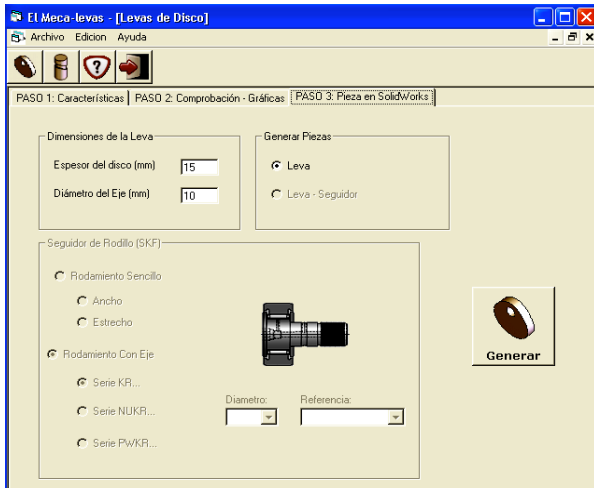 El Meca-levas - [Levas de Disco]
Archivo Edicion Ayuda
PASO 1: Características PASO 2: Comprobación - Gráficas PASO 3: Pieza en SolidWorks
Dimensiones de la Leva
Espesor del disco (mm) 15
Diámetro del Eje (mm) 10
Generar Piezas
Leva
Leva - Seguidor
Seguidor de Rodillo (SKF)
Rodamiento Sencillo
Ancho
Estrecho
Rodamiento Con Eje
Serie KR...
Serie NUKR...
Serie PWKR...
Diametro: Referencia:
Generar